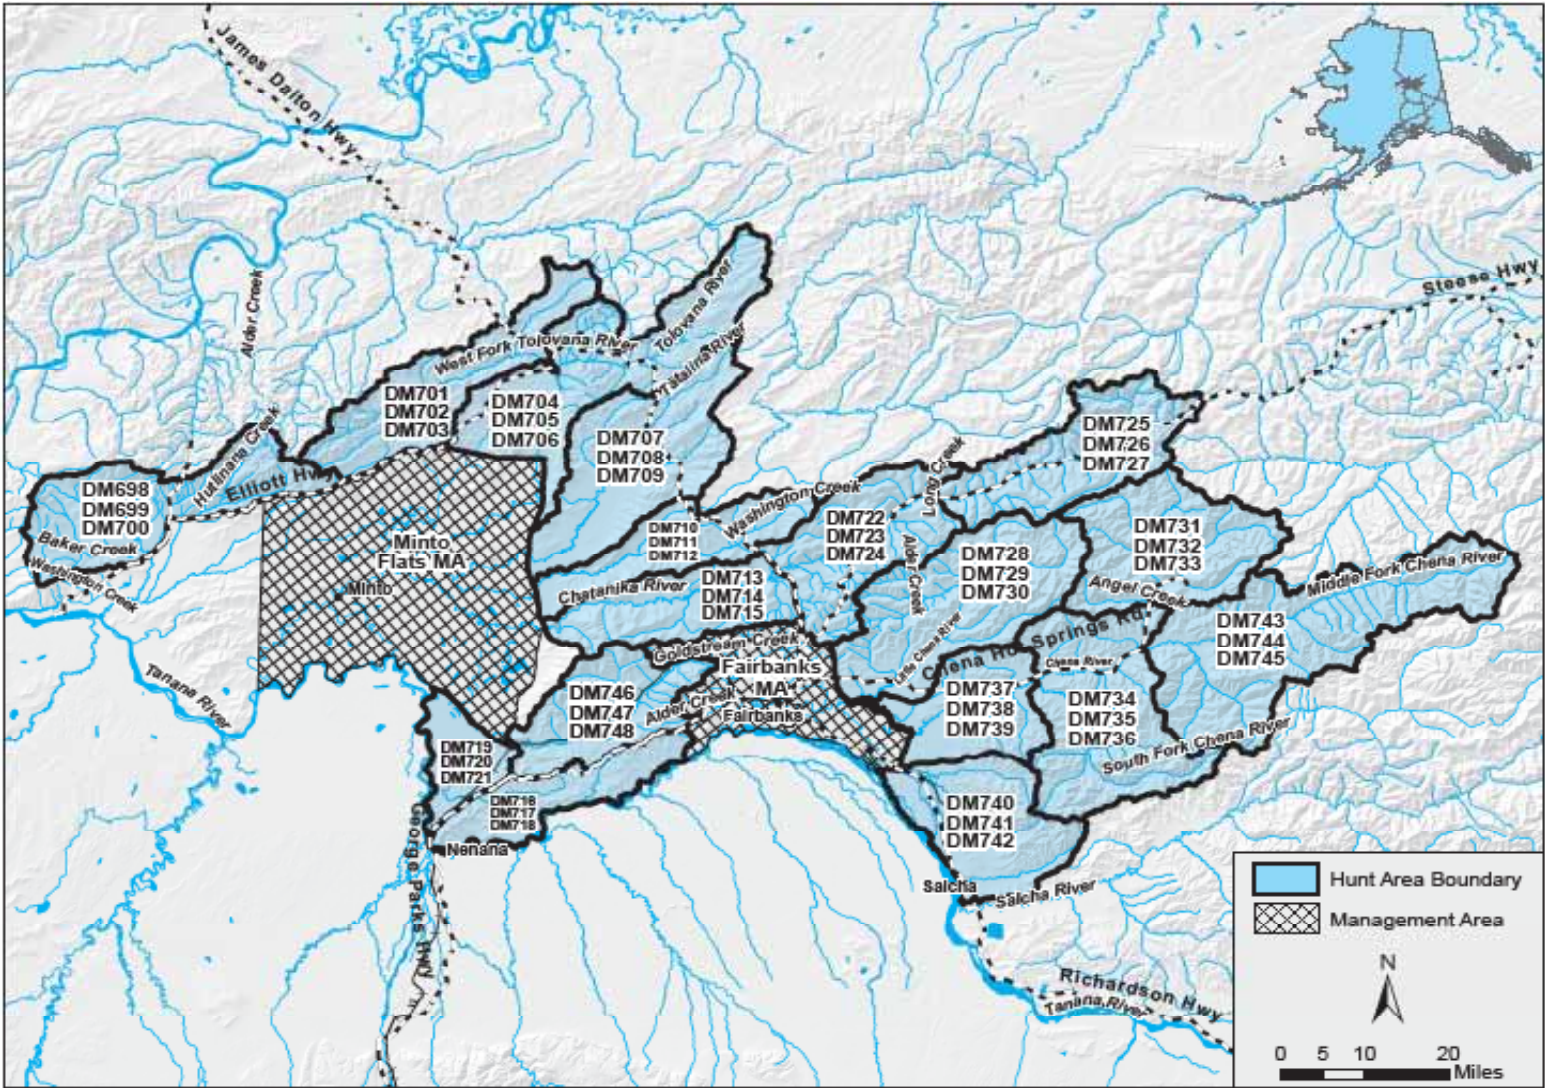 James Dalton Hwy
Steese Hwy
Alder Creek
West Fork Tolovana River
Tolovana River
Tatalina River
DM701
DM702
DM703
DM704
DM705
DM706
DM707
DM708
DM709
DM725
DM726
DM727
Hutlinana Creek
Elliott Hwy
DM698
DM699
DM700
Baker Creek
Washington Creek
Minto
Flats MA
Minto
Washington Creek
Long Creek
DM710
DM711
DM712
DM722
DM723
DM724
Alder Creek
DM728
DM729
DM730
DM731
DM732
DM733
Angel Creek
Middle Fork Chena River
Chatanika River
DM713
DM714
DM715
Goldstream Creek
Little Chena River
Chena Hot Springs Rd
Chena River
DM743
DM744
DM745
Fairbanks
MA
Fairbanks
Alder Creek
DM746
DM747
DM748
DM737
DM738
DM739
DM734
DM735
DM736
South Fork Chena River
Tanana River
DM719
DM720
DM721
DM716
DM717
DM718
Nenana
George Parks Hwy
DM740
DM741
DM742
Salcha
Salcha River
Richardson Hwy
Tanana River
Hunt Area Boundary
Management Area
N
0 5 10 20
Miles